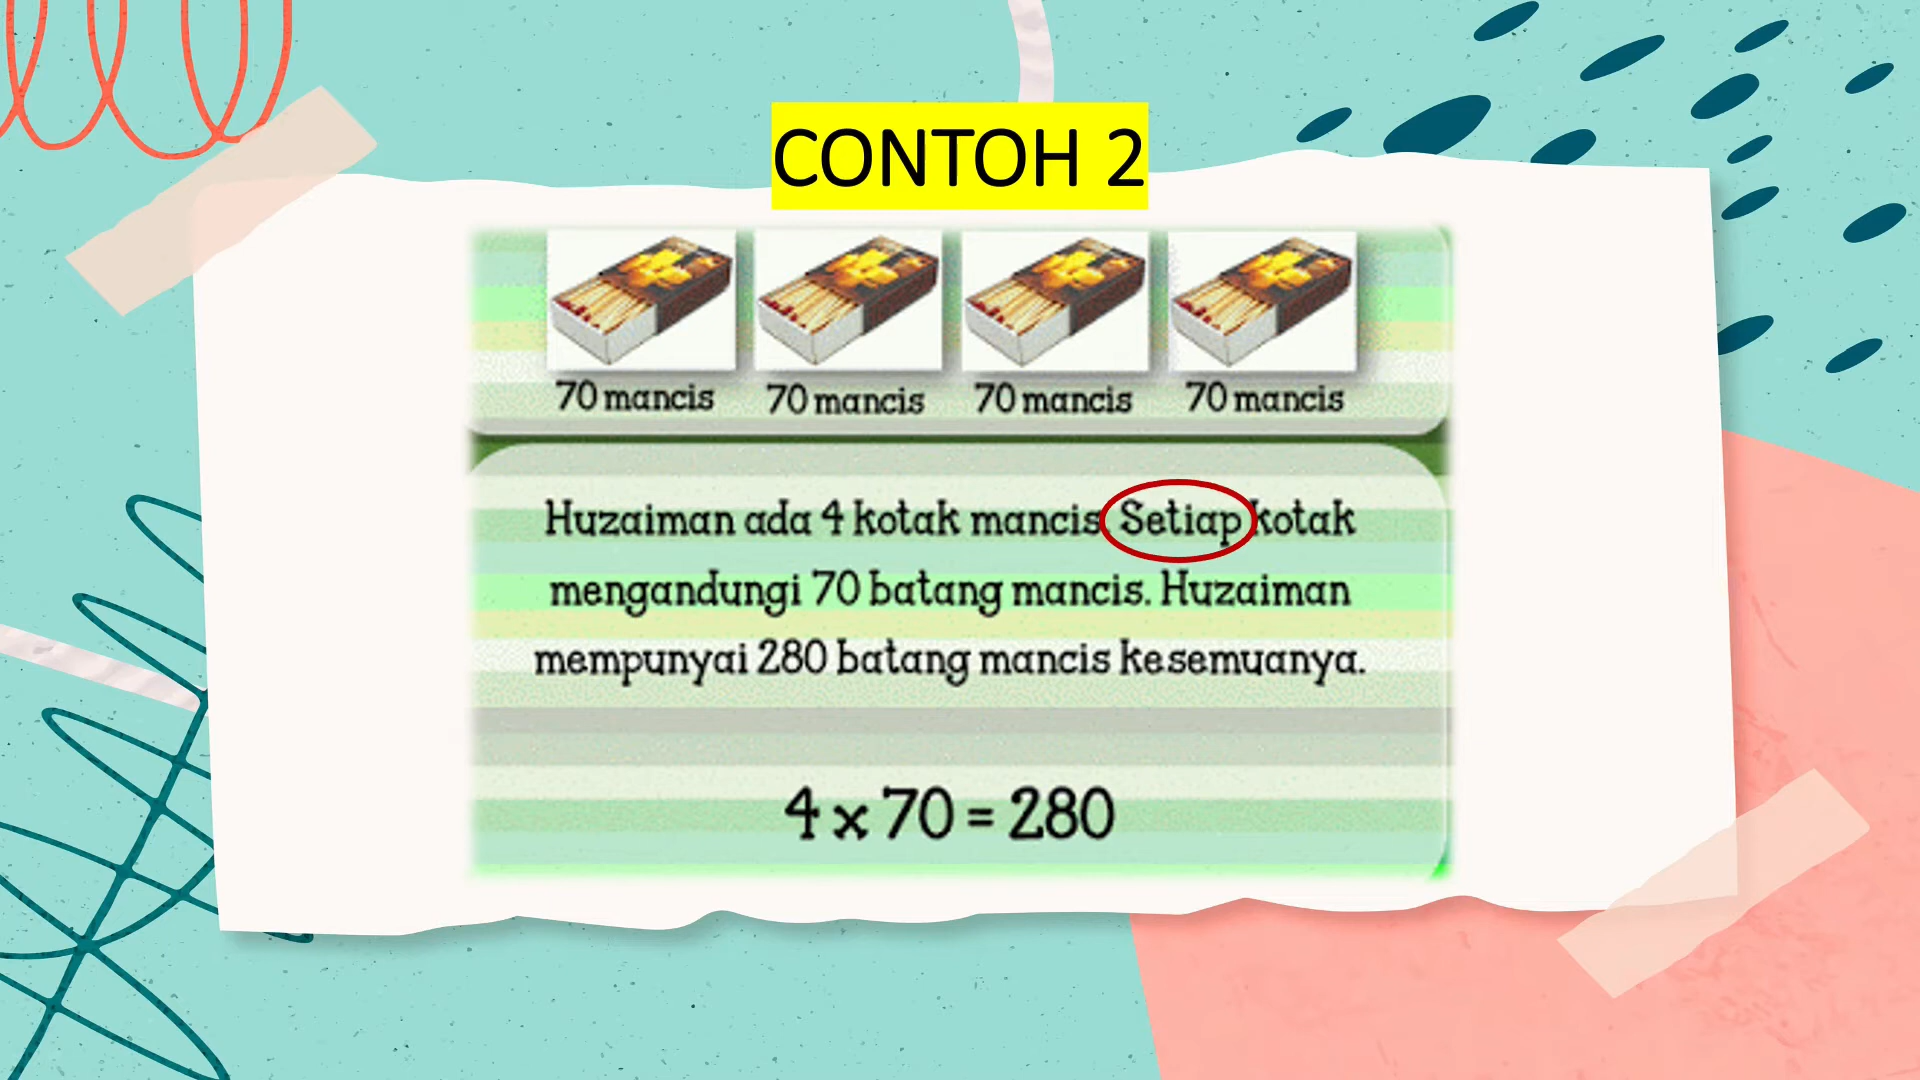 CONTOH 2
70 mancis 70 mancis 70 mancis 70 mancis
Huzaiman ada 4 kotak mancis. Setiap kotak
mengandungi 70 batang mancis. Huzaiman
mempunyai 280 batang mancis kesemuanya.
4 x 70 = 280